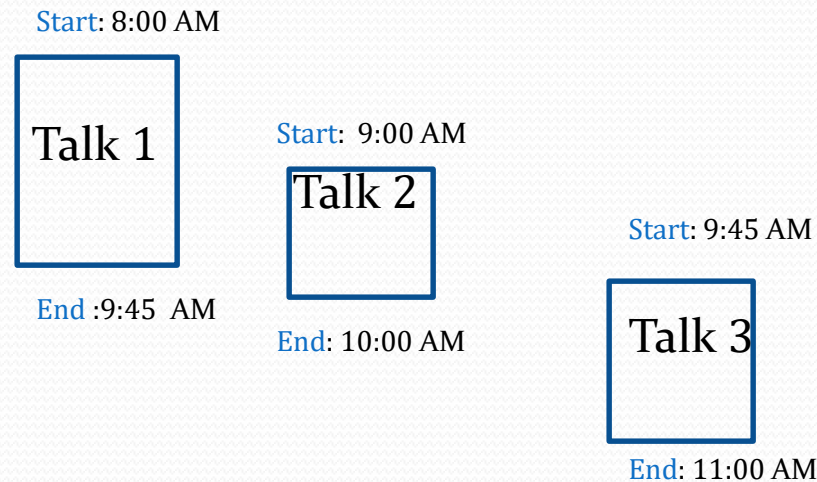 Start: 8:00 AM
Talk 1
End :9:45 AM
Start: 9:00 AM
Talk 2
End: 10:00 AM
Start: 9:45 AM
Talk 3
End: 11:00 AM